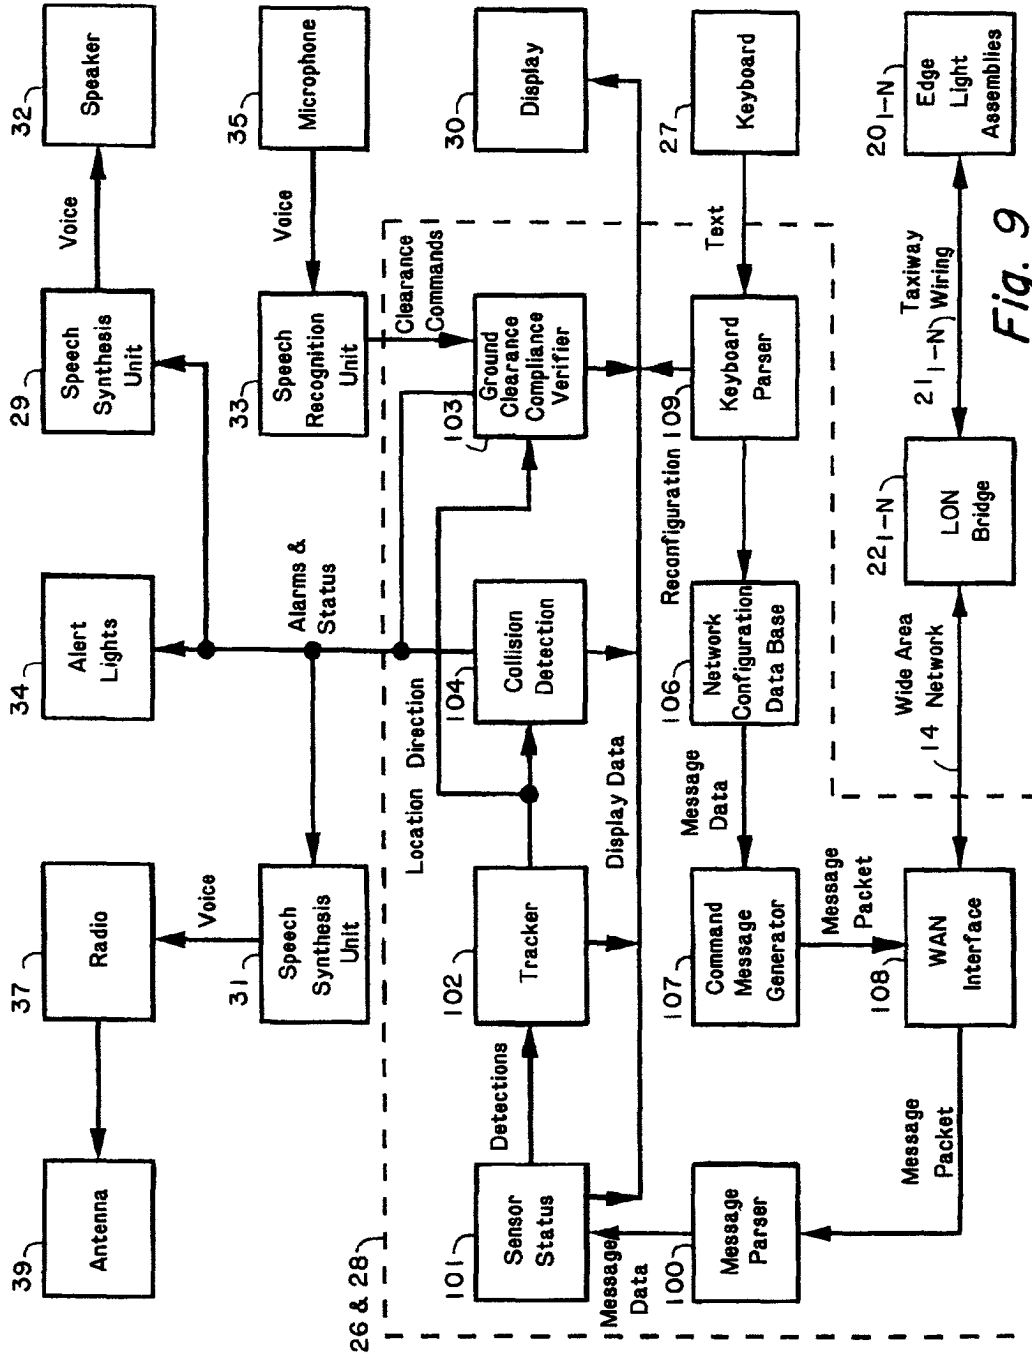 39
Antenna
37
Radio
34
Alert
Lights
29
Speech
Synthesis
Unit
Voice
32
Speaker
31
Speech
Synthesis
Unit
Voice
Alarms &
Status
33
Speech
Recognition
Unit
Voice
35
Microphone
26 & 28
Location Direction
Clearance
Commands
101
Sensor
Status
Detections
102
Tracker
104
Collision
Detection
103
Ground
Clearance
Compliance
Verifier
30
Display
Message
Data
Display Data
100
Message
Parser
107
Command
Message
Generator
Message
Data
106
Network
Configuration
Data Base
Reconfiguration
109
Keyboard
Parser
Text
27
Keyboard
Message
Packet
Message
Packet
108
WAN
Interface
Wide Area
Network
14
22 1-N
LON
Bridge
21 1-N
Taxiway
Wiring
20 1-N
Edge
Light
Assemblies
Fig. 9